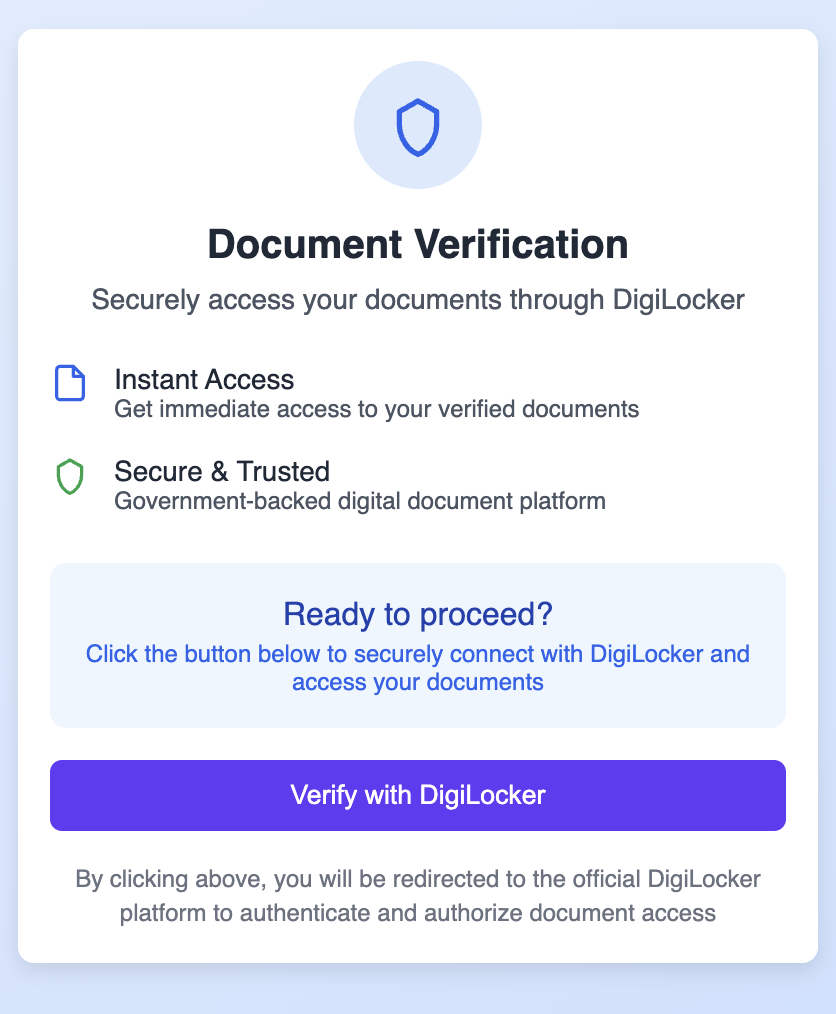 Document Verification
Securely access your documents through DigiLocker
Instant Access
Get immediate access to your verified documents
Secure & Trusted
Government-backed digital document platform
Ready to proceed?
Click the button below to securely connect with DigiLocker and
access your documents
Verify with DigiLocker
By clicking above, you will be redirected to the official DigiLocker
platform to authenticate and authorize document access